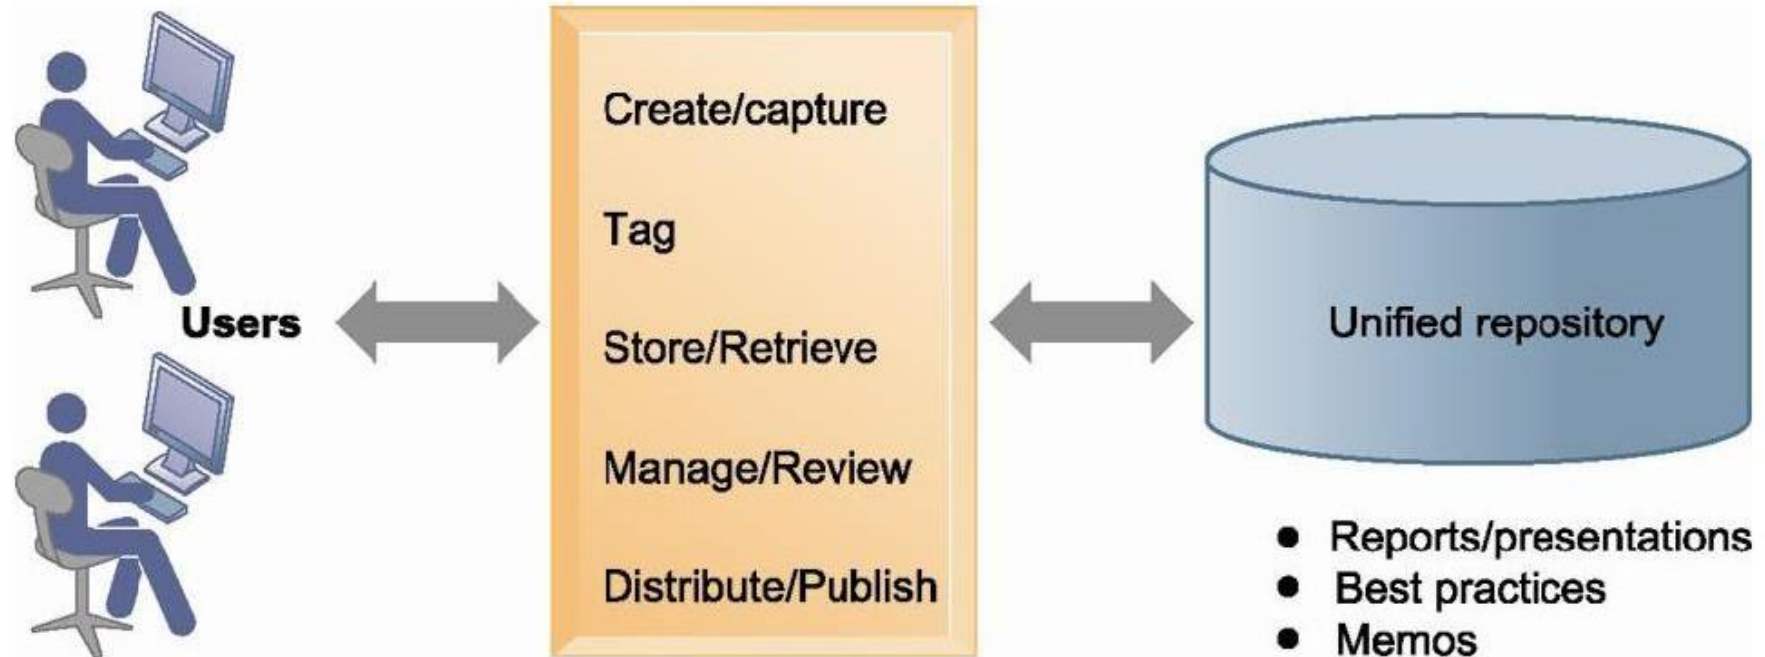 Users
Create/capture
Tag
Store/Retrieve
Manage/Review
Distribute/Publish
Unified repository
● Reports/presentations
● Best practices
● Memos